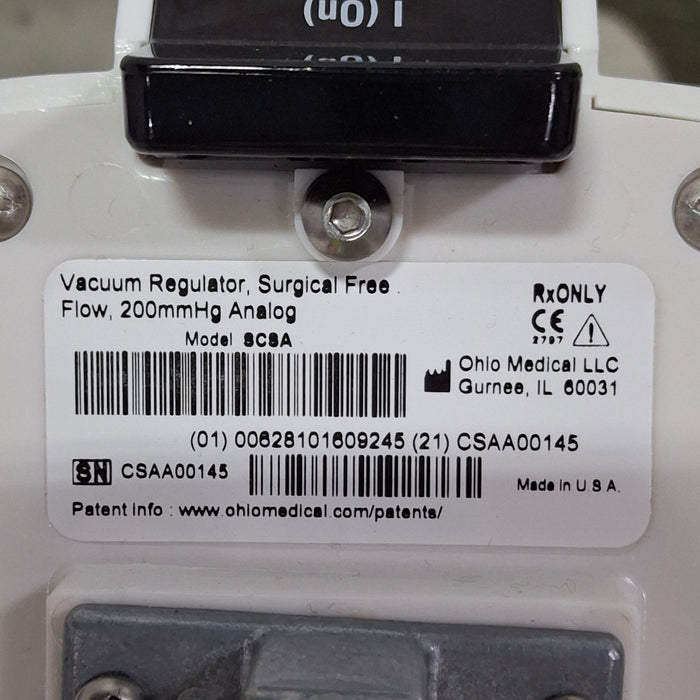 I (On)
Vacuum Regulator, Surgical Free
Flow, 200mmHg Analog
Model SCSA
RxONLY
CE
2797
Ohio Medical LLC
Gurnee, IL 60031
(01) 00628101609245 (21) CSAA00145
SN CSAA00145
Made in U.S.A.
Patent Info : www.ohiomedical.com/patents/